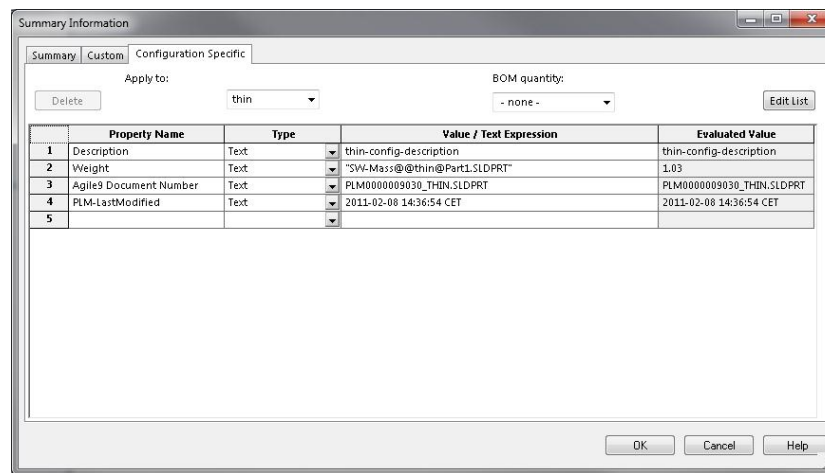 Summary Information
Summary Custom Configuration Specific
Apply to: BOM quantity:
Delete thin - none - Edit List
Property Name Type Value / Text Expression Evaluated Value
1 Description Text thin-config-description thin-config-description
2 Weight Text "SW-Mass@@thin@Part1.SLDPRT" 1.03
3 Agile9 Document Number Text PLM0000009030_THIN.SLDPRT PLM0000009030_THIN.SLDPRT
4 PLM-LastModified Text 2011-02-08 14:36:54 CET 2011-02-08 14:36:54 CET
5
OK Cancel Help